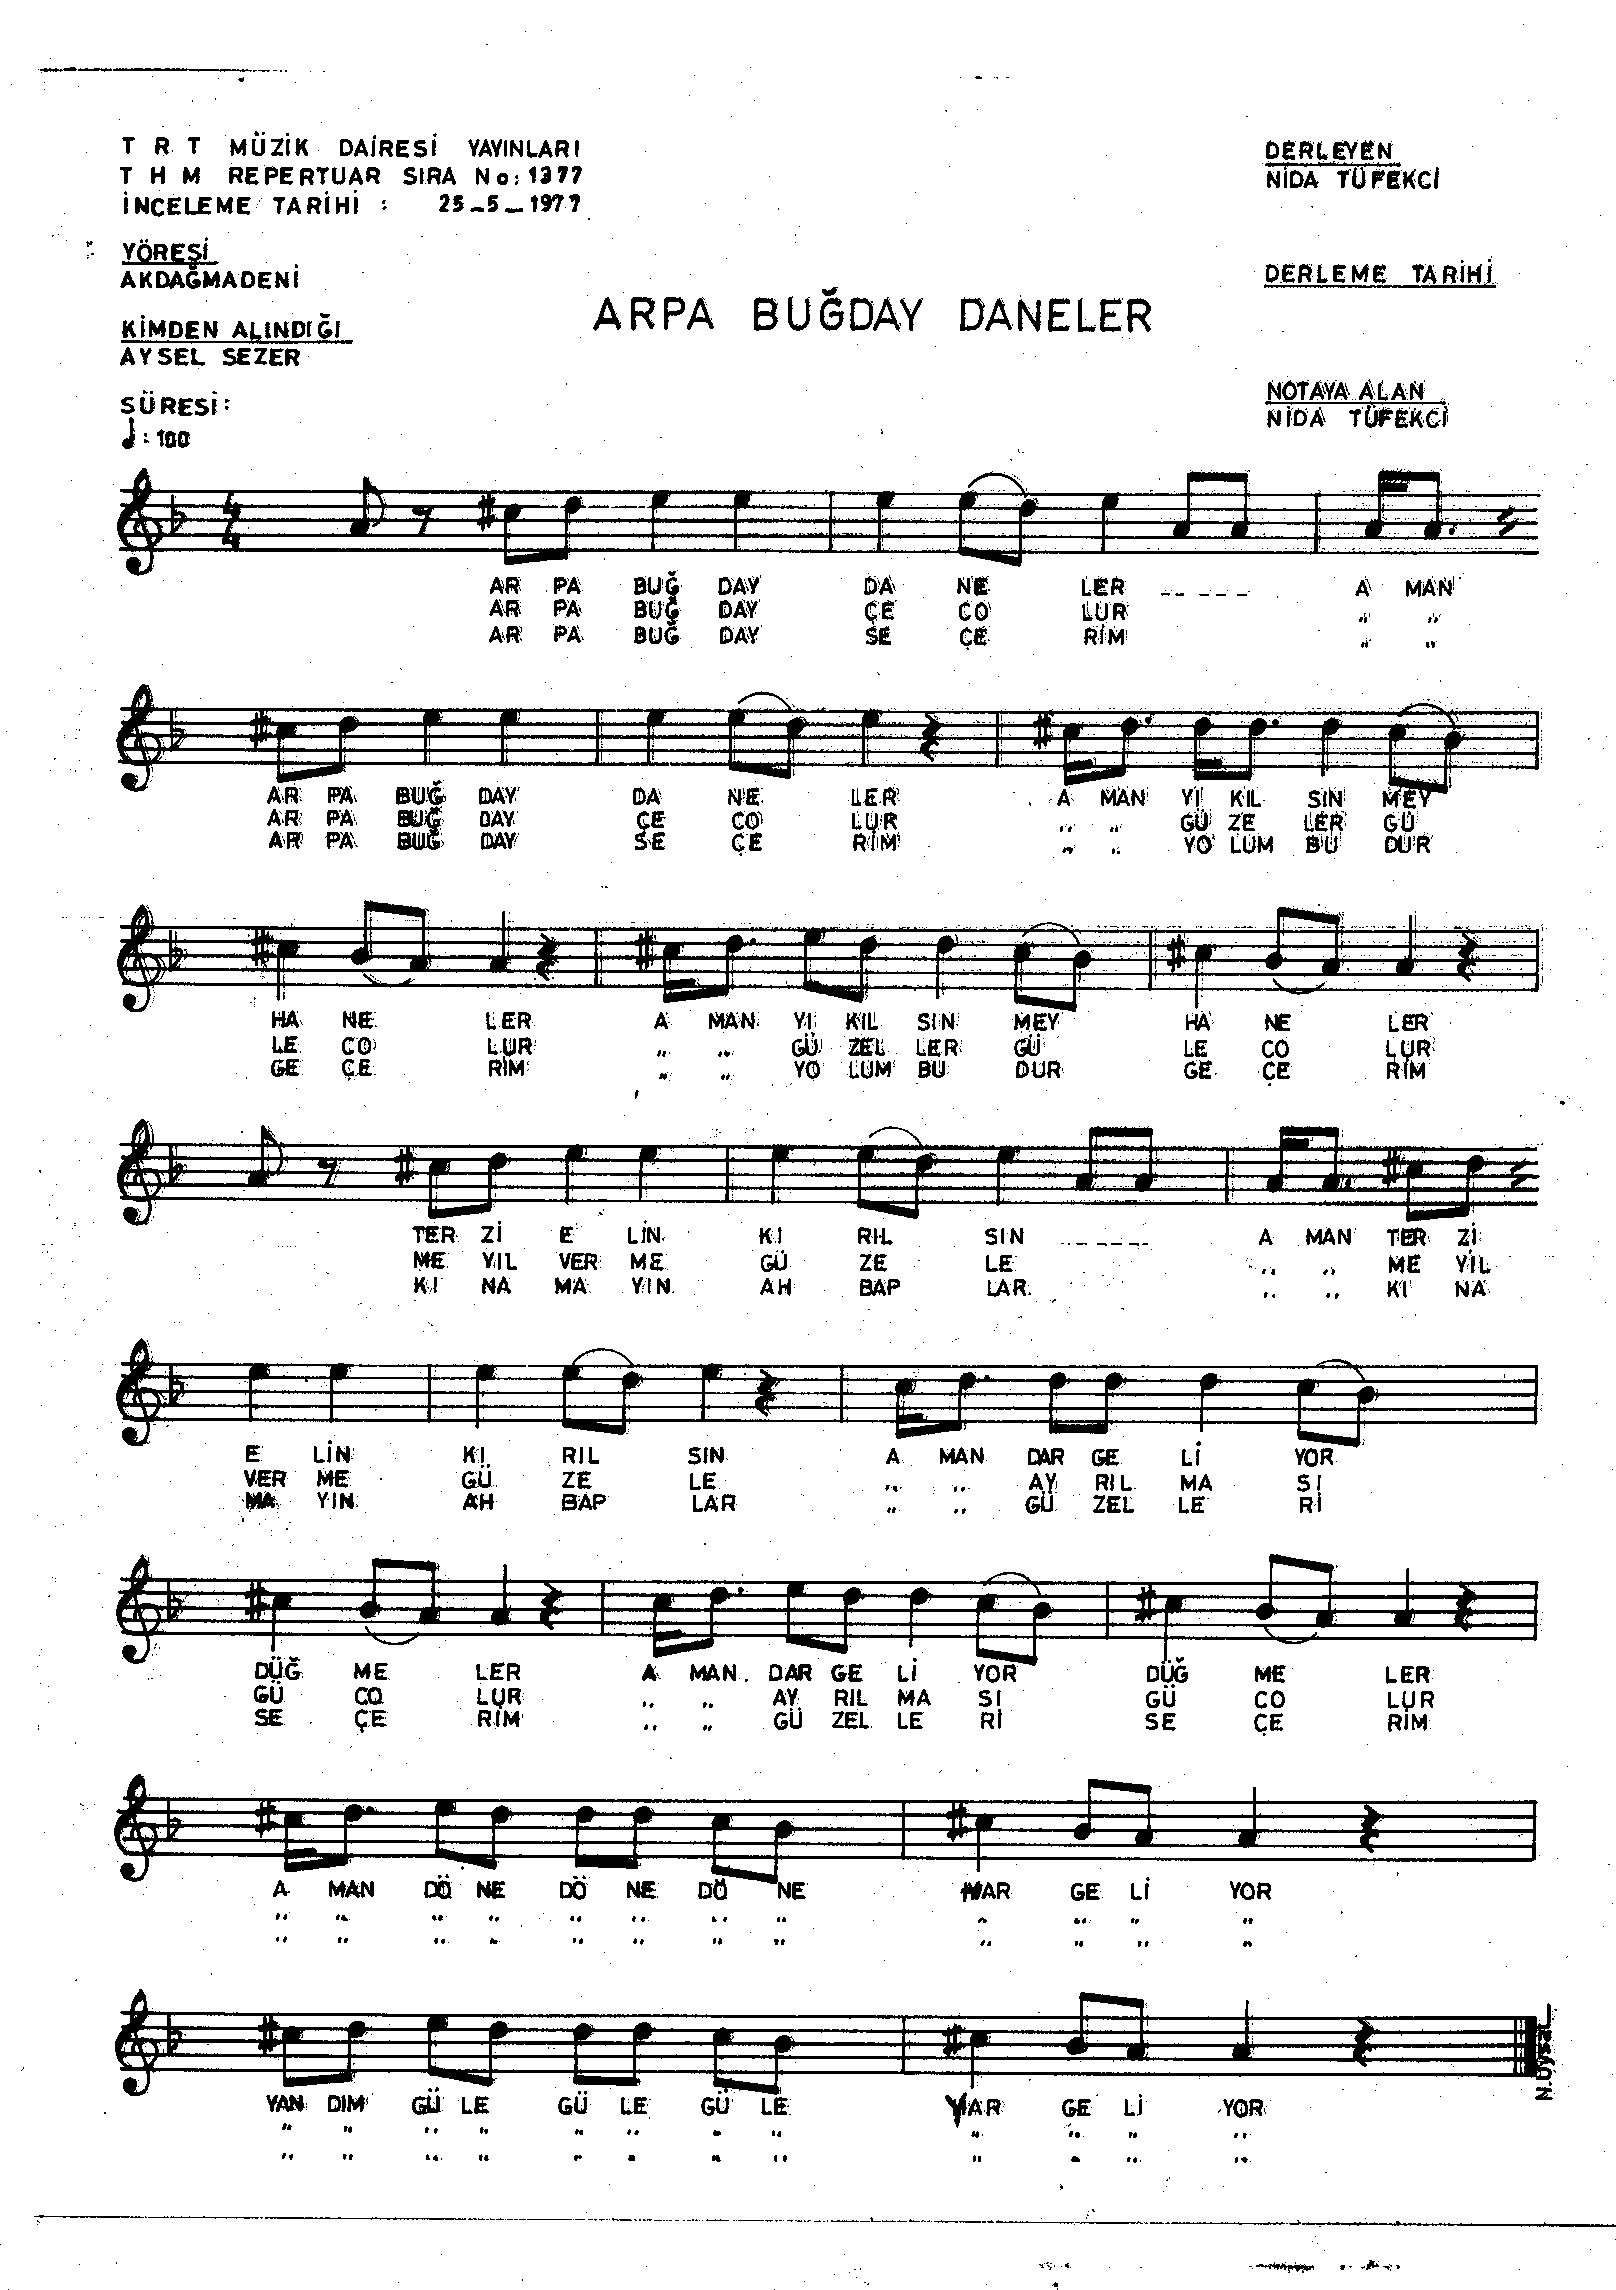 T R T MÜZİK DAİRESİ YAYINLARI
T H M REPERTUAR SIRA No: 1377
İNCELEME TARİHİ : 25_5_1977
DERLEYEN
NİDA TÜFEKCİ
YÖRESİ
AKDAĞMADENİ
DERLEME TARİHİ
ARPA BUĞDAY DANELER
KİMDEN ALINDIĞI
AYSEL SEZER
NOTAYA ALAN
NİDA TÜFEKCİ
SÜRESİ:
: 100
AR PA BUĞ DAY DA NE LER _ _ _ _ _ A MAN
AR PA BUĞ DAY ÇE CO LUR " "
AR PA BUĞ DAY SE ÇE RİM " "
AR PA BUĞ DAY DA NE LER A MAN YI KIL SIN MEY
AR PA BUĞ DAY ÇE CO LUR " " GÜ ZE LER GÜ
AR PA BUĞ DAY SE ÇE RİM " " YO LUM BU DUR
HA NE LER A MAN YI KIL SIN MEY HA NE LER
LE CO LUR " " GÜ ZEL LER GÜ LE CO LUR
GE ÇE RİM " " YO LUM BU DUR GE ÇE RİM
TER Zİ E LİN KI RIL SIN _ _ _ _ _ A MAN TER Zİ
ME YİL VER ME GÜ ZE LE " " ME YİL
KI NA MA YIN AH BAP LAR " " KI NA
E LİN KI RIL SIN A MAN DAR GE Lİ YOR
VER ME GÜ ZE LE " " AY RIL MA SI
MA YIN AH BAP LAR " " GÜ ZEL LE Rİ
DÜĞ ME LER A MAN DAR GE Lİ YOR DÜĞ ME LER
GÜ CO LUR " " AY RIL MA SI GÜ CO LUR
SE ÇE RİM " " GÜ ZEL LE Rİ SE ÇE RİM
A MAN DÖ NE DÖ NE DÖ NE YAR GE Lİ YOR
" " " " " " " " " " " "
" " " " " " " " " " " "
YAN DIM GÜ LE GÜ LE GÜ LE YAR GE Lİ YOR
" " " " " " " " " " " "
" " " " " " " " " " " "
N.Uysal